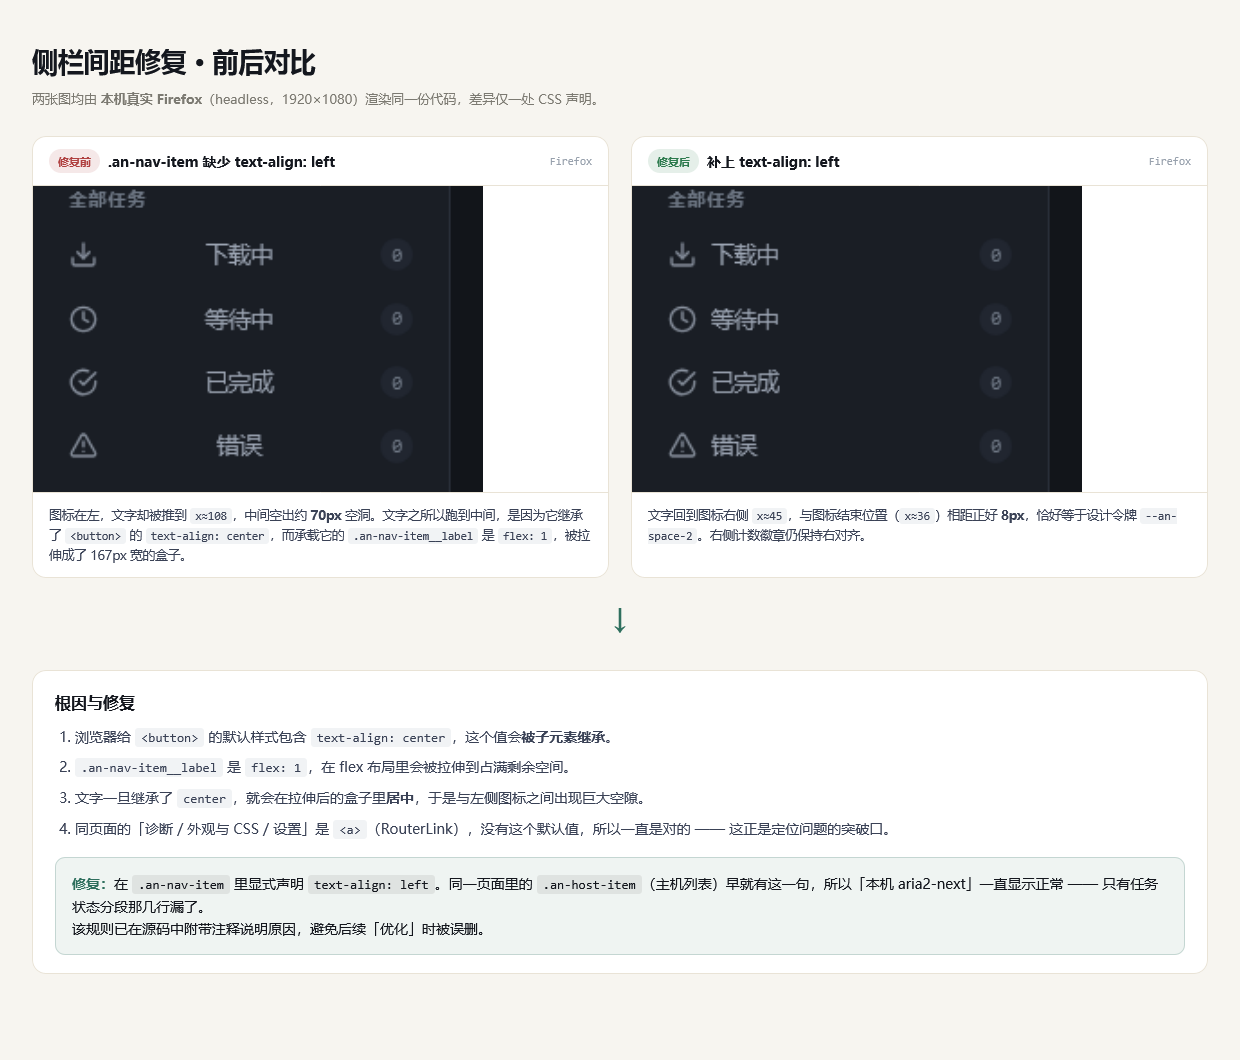 侧栏间距修复 • 前后对比
两张图均由 本机真实 Firefox（headless，1920×1080）渲染同一份代码，差异仅一处 CSS 声明。
修复前 .an-nav-item 缺少 text-align: left Firefox
全部任务
下载中 0
等待中 0
已完成 0
错误 0
图标在左，文字却被推到 x≈108 ，中间空出约 70px 空洞。文字之所以跑到中间，是因为它继承
了 <button> 的 text-align: center ，而承载它的 .an-nav-item__label 是 flex: 1 ，被拉
伸成了 167px 宽的盒子。
修复后 补上 text-align: left Firefox
全部任务
下载中 0
等待中 0
已完成 0
错误 0
文字回到图标右侧 x≈45 ，与图标结束位置（ x≈36 ）相距正好 8px，恰好等于设计令牌 --an-
space-2 。右侧计数徽章仍保持右对齐。
↓
根因与修复
1. 浏览器给 <button> 的默认样式包含 text-align: center ，这个值会被子元素继承。
2. .an-nav-item__label 是 flex: 1 ，在 flex 布局里会被拉伸到占满剩余空间。
3. 文字一旦继承了 center ，就会在拉伸后的盒子里居中，于是与左侧图标之间出现巨大空隙。
4. 同页面的「诊断 / 外观与 CSS / 设置」是 <a> （RouterLink），没有这个默认值，所以一直是对的 —— 这正是定位问题的突破口。
修复：在 .an-nav-item 里显式声明 text-align: left 。同一页面里的 .an-host-item （主机列表）早就有这一句，所以「本机 aria2-next」一直显示正常 —— 只有任务
状态分段那几行漏了。
该规则已在源码中附带注释说明原因，避免后续「优化」时被误删。